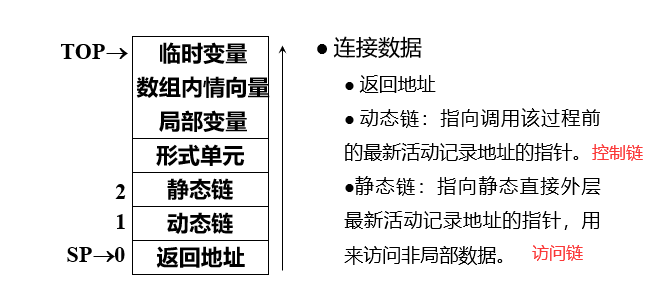 TOP→
临时变量
数组内情向量
局部变量
形式单元
2 静态链
1 动态链
SP→0 返回地址
●连接数据
●返回地址
●动态链：指向调用该过程前
的最新活动记录地址的指针。控制链
●静态链：指向静态直接外层
最新活动记录地址的指针，用
来访问非局部数据。 访问链